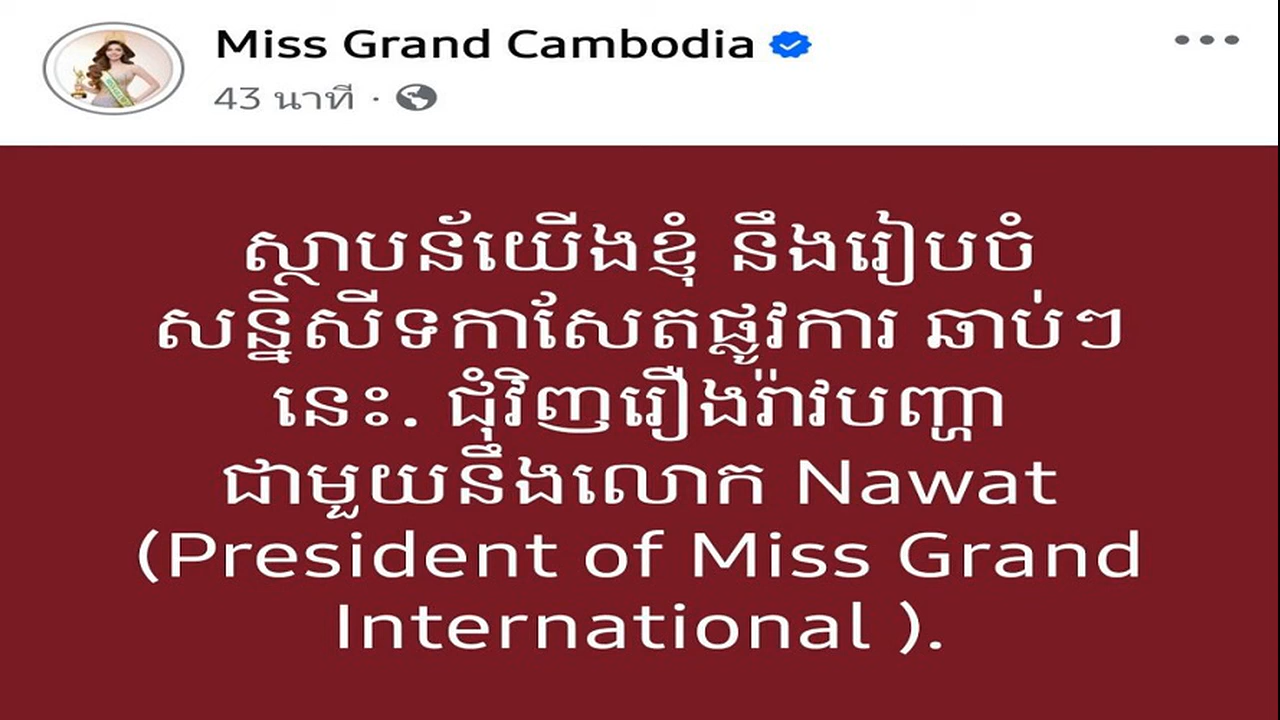 Miss Grand Cambodia
43 นาที ·
ស្ថាបន័យើងខ្ញុំ នឹងរៀបចំ
សន្និសីទកាសែតផ្លូវការ ឆាប់ៗ
នេះ. ជុំវិញរឿងរ៉ាវបញ្ហា
ជាមួយនឹងលោក Nawat
(President of Miss Grand
International ).